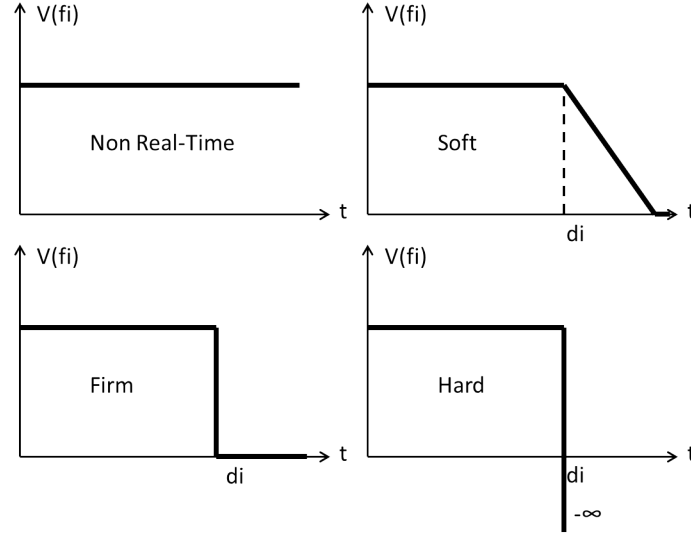 V(fi)
Non Real-Time
t
V(fi)
Soft
t
di
V(fi)
Firm
t
di
V(fi)
Hard
t
di
-∞